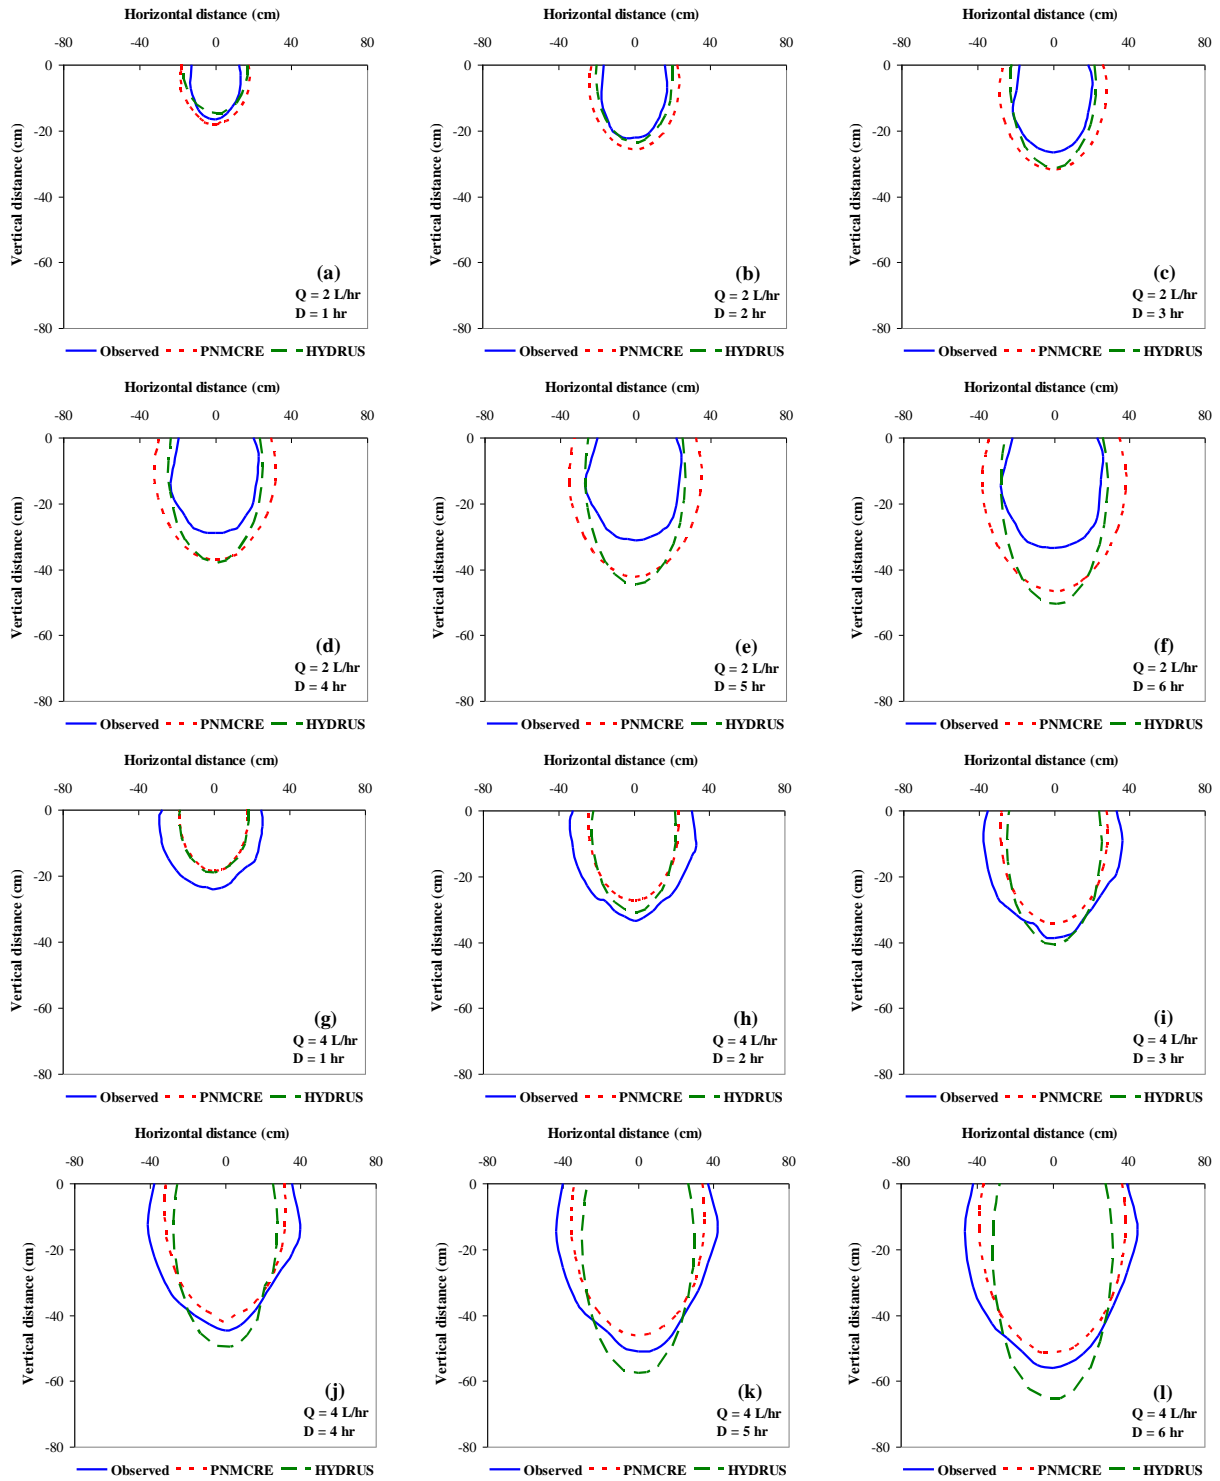 Horizontal distance (cm)
-80 -40 0 40 80
0
-20
-40
-60
-80
Vertical distance (cm)
(a)
Q = 2 L/hr
D = 1 hr
Observed PNMCRE HYDRUS
Horizontal distance (cm)
-80 -40 0 40 80
0
-20
-40
-60
-80
Vertical distance (cm)
(b)
Q = 2 L/hr
D = 2 hr
Observed PNMCRE HYDRUS
Horizontal distance (cm)
-80 -40 0 40 80
0
-20
-40
-60
-80
Vertical distance (cm)
(c)
Q = 2 L/hr
D = 3 hr
Observed PNMCRE HYDRUS
Horizontal distance (cm)
-80 -40 0 40 80
0
-20
-40
-60
-80
Vertical distance (cm)
(d)
Q = 2 L/hr
D = 4 hr
Observed PNMCRE HYDRUS
Horizontal distance (cm)
-80 -40 0 40 80
0
-20
-40
-60
-80
Vertical distance (cm)
(e)
Q = 2 L/hr
D = 5 hr
Observed PNMCRE HYDRUS
Horizontal distance (cm)
-80 -40 0 40 80
0
-20
-40
-60
-80
Vertical distance (cm)
(f)
Q = 2 L/hr
D = 6 hr
Observed PNMCRE HYDRUS
Horizontal distance (cm)
-80 -40 0 40 80
0
-20
-40
-60
-80
Vertical distance (cm)
(g)
Q = 4 L/hr
D = 1 hr
Observed PNMCRE HYDRUS
Horizontal distance (cm)
-80 -40 0 40 80
0
-20
-40
-60
-80
Vertical distance (cm)
(h)
Q = 4 L/hr
D = 2 hr
Observed PNMCRE HYDRUS
Horizontal distance (cm)
-80 -40 0 40 80
0
-20
-40
-60
-80
Vertical distance (cm)
(i)
Q = 4 L/hr
D = 3 hr
Observed PNMCRE HYDRUS
Horizontal distance (cm)
-80 -40 0 40 80
0
-20
-40
-60
-80
Vertical distance (cm)
(j)
Q = 4 L/hr
D = 4 hr
Observed PNMCRE HYDRUS
Horizontal distance (cm)
-80 -40 0 40 80
0
-20
-40
-60
-80
Vertical distance (cm)
(k)
Q = 4 L/hr
D = 5 hr
Observed PNMCRE HYDRUS
Horizontal distance (cm)
-80 -40 0 40 80
0
-20
-40
-60
-80
Vertical distance (cm)
(l)
Q = 4 L/hr
D = 6 hr
Observed PNMCRE HYDRUS